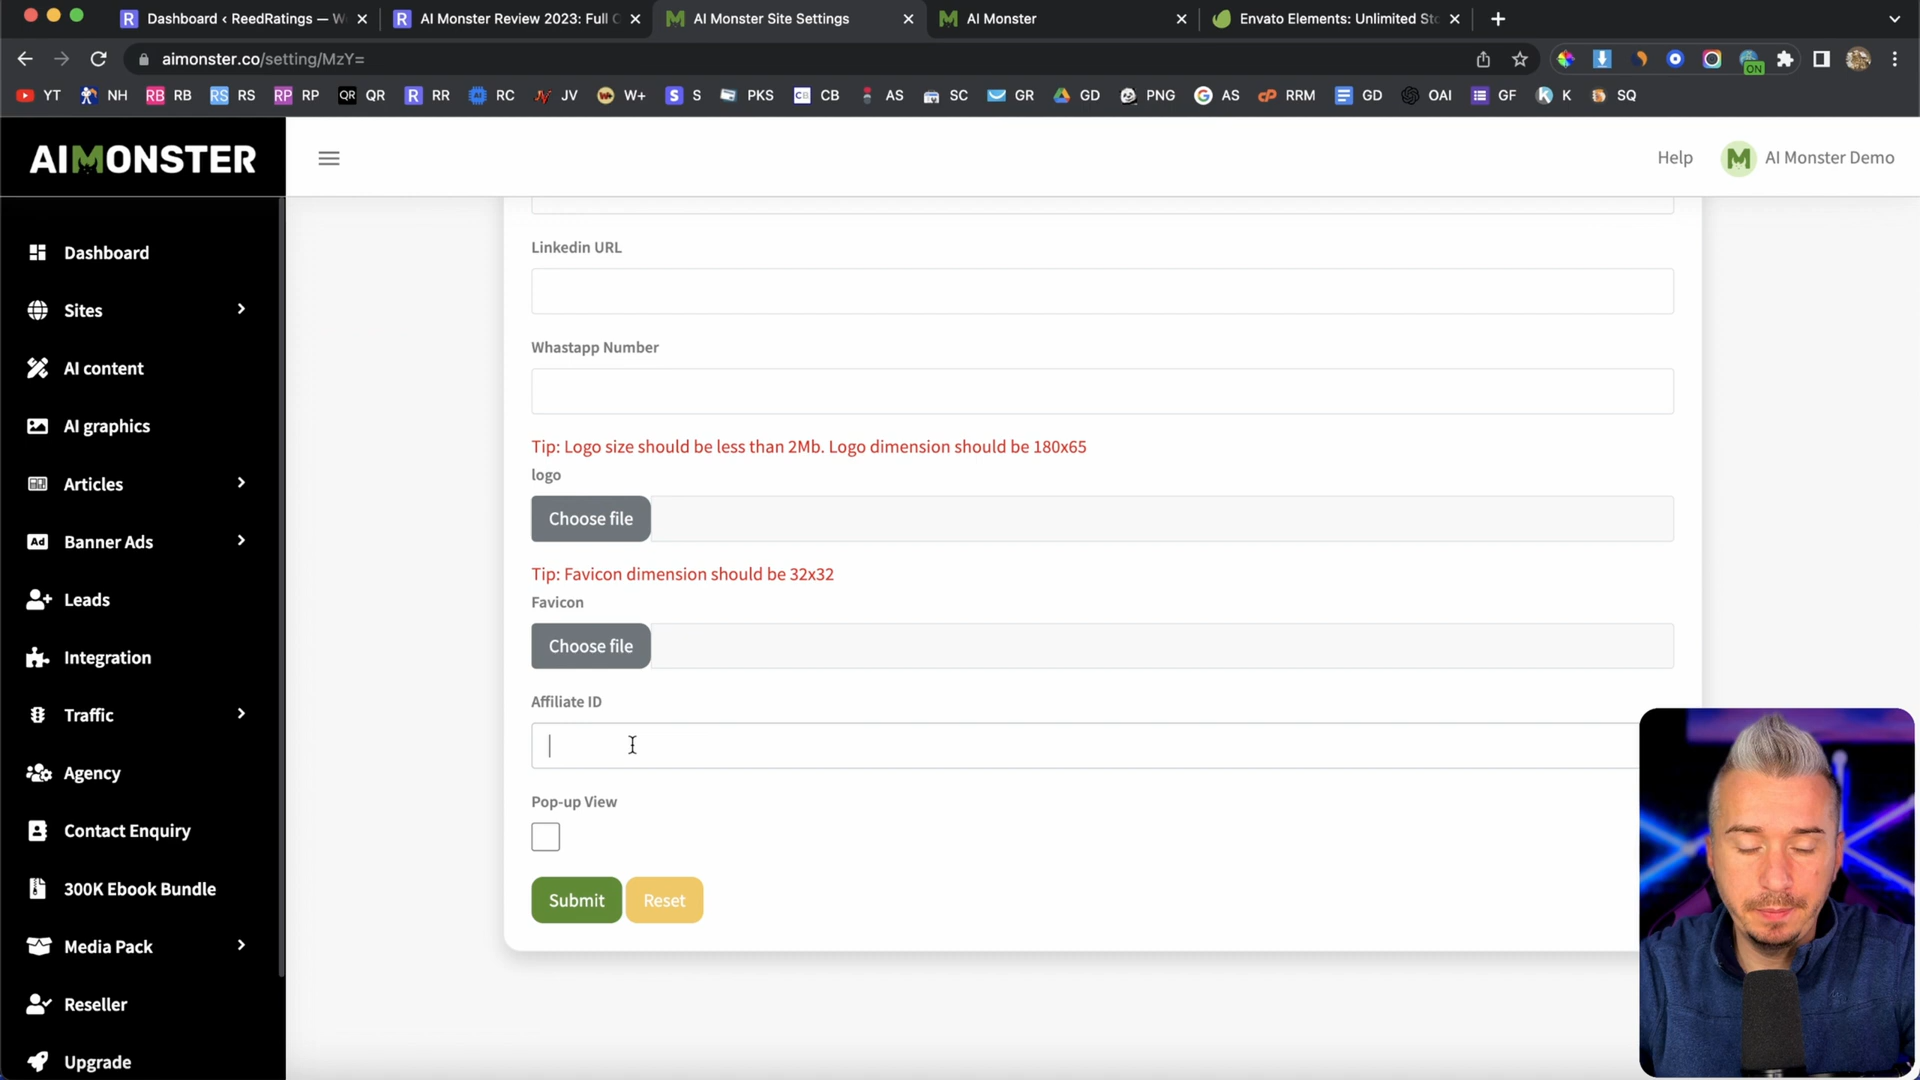 Dashboard ‹ ReedRatings — W
AI Monster Review 2023: Full
AI Monster Site Settings
AI Monster
Envato Elements: Unlimited Sto
aimonster.co/setting/MzY=
ON
YT NH RB RB RS RS RP RP QR QR R RR RC JV W+ S S PKS CB CB AS SC GR GD PNG AS RRM GD OAI GF K SQ
AIMONSTER
Help
AI Monster Demo
Dashboard
Sites
AI content
AI graphics
Articles
Ad Banner Ads
Leads
Integration
Traffic
Agency
Contact Enquiry
300K Ebook Bundle
Media Pack
Reseller
Upgrade
Linkedin URL
Whastapp Number
Tip: Logo size should be less than 2Mb. Logo dimension should be 180x65
logo
Choose file
Tip: Favicon dimension should be 32x32
Favicon
Choose file
Affiliate ID
Pop-up View
Submit
Reset